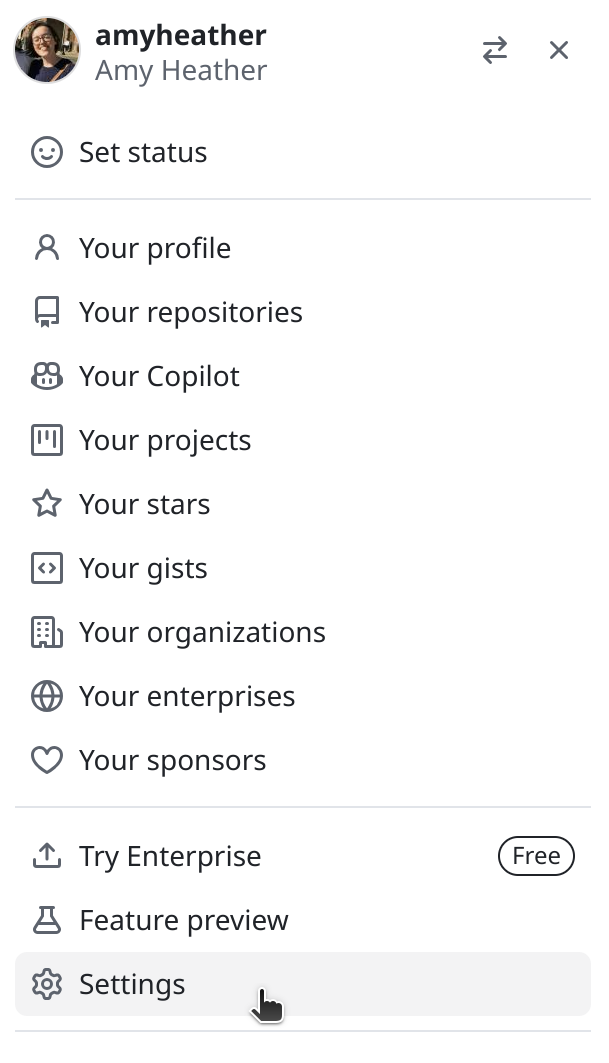 amyheather
Amy Heather
Set status
Your profile
Your repositories
Your Copilot
Your projects
Your stars
Your gists
Your organizations
Your enterprises
Your sponsors
Try Enterprise Free
Feature preview
Settings